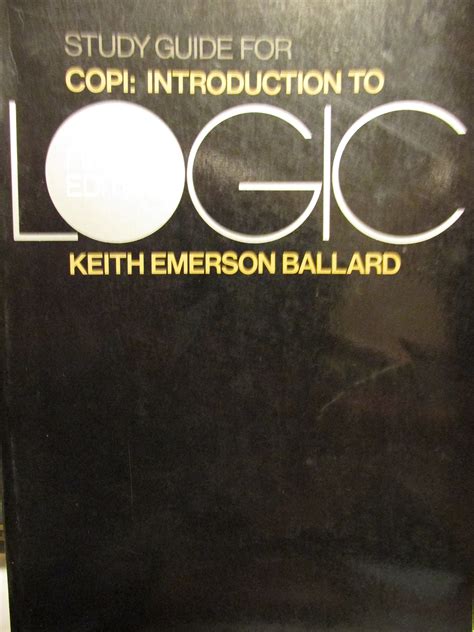 STUDY GUIDE FOR
COPI: INTRODUCTION TO
LOGIC
KEITH EMERSON BALLARD